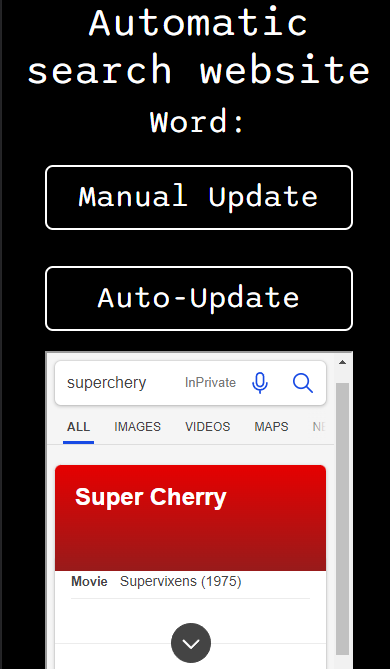 Automatic
search website
Word:
Manual Update
Auto-Update
superchery InPrivate
ALL IMAGES VIDEOS MAPS
Super Cherry
Movie Supervixens (1975)